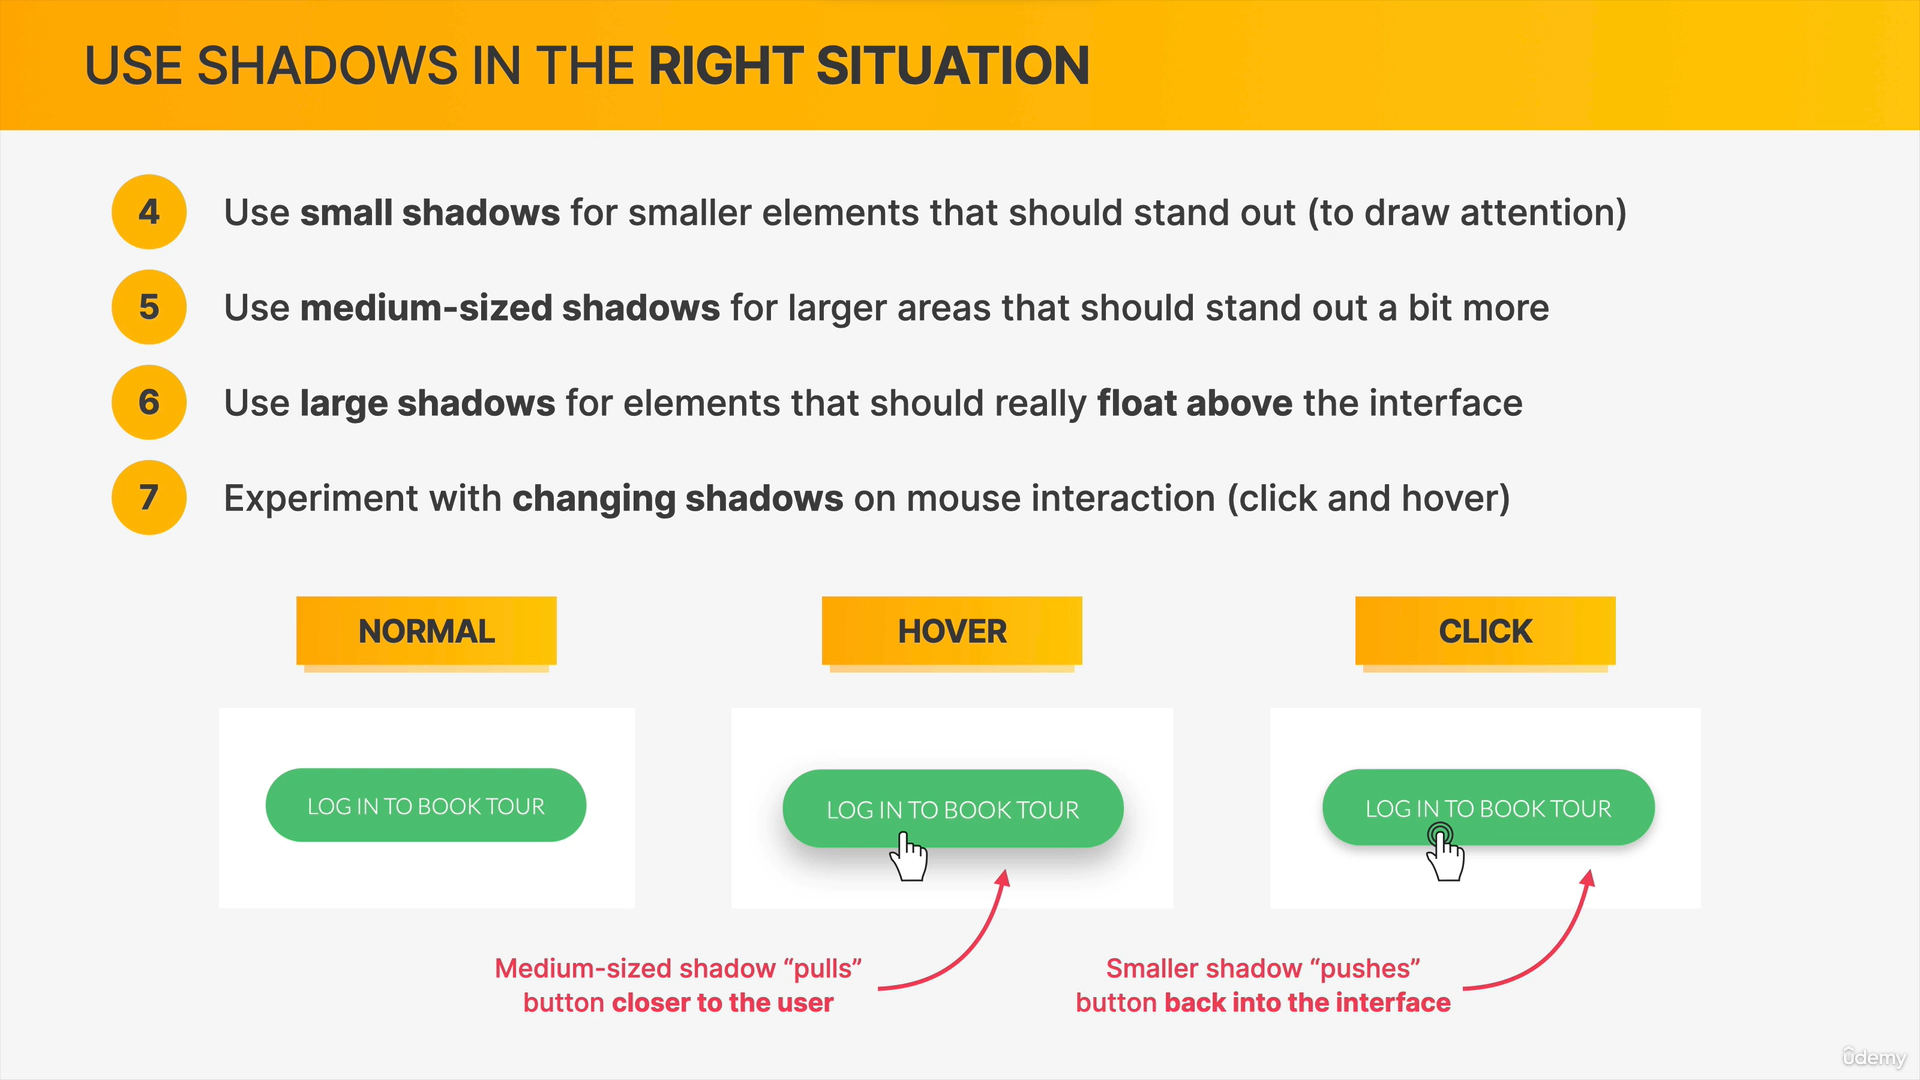 USE SHADOWS IN THE RIGHT SITUATION
4 Use small shadows for smaller elements that should stand out (to draw attention)
5 Use medium-sized shadows for larger areas that should stand out a bit more
6 Use large shadows for elements that should really float above the interface
7 Experiment with changing shadows on mouse interaction (click and hover)
NORMAL
HOVER
CLICK
LOG IN TO BOOK TOUR
LOG IN TO BOOK TOUR
LOG IN TO BOOK TOUR
Medium-sized shadow “pulls”
button closer to the user
Smaller shadow “pushes”
button back into the interface
ûdemy